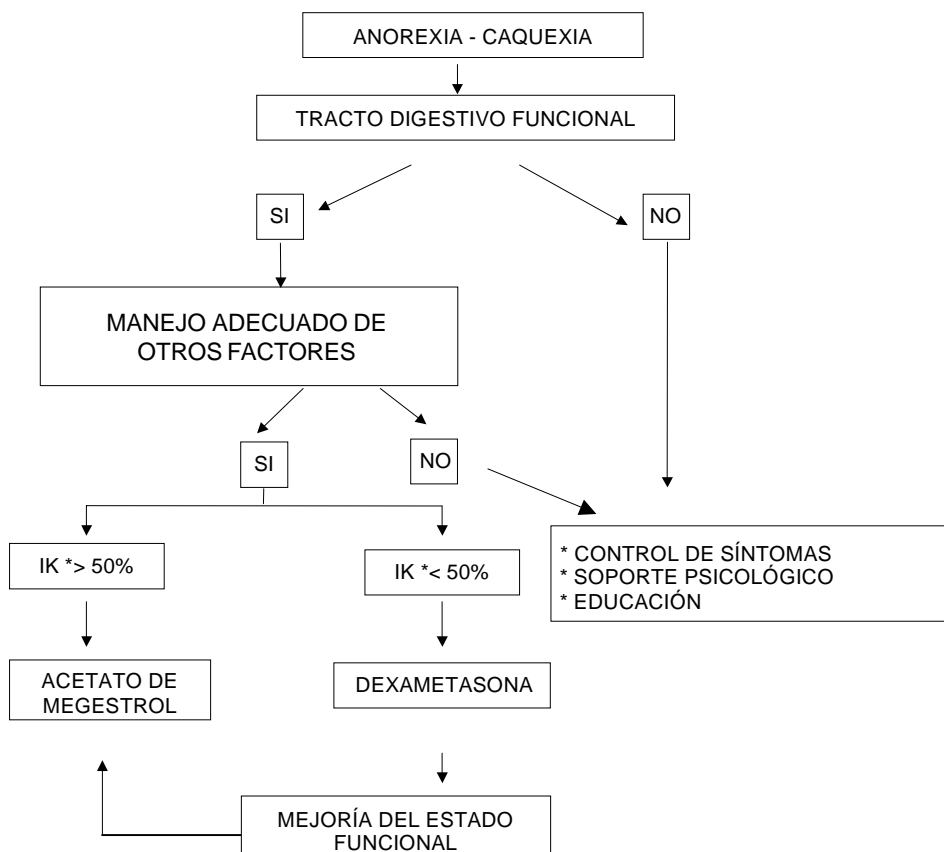 ANOREXIA - CAQUEXIA
TRACTO DIGESTIVO FUNCIONAL
SI
NO
MANEJO ADECUADO DE
OTROS FACTORES
SI
NO
IK *> 50%
IK *< 50%
* CONTROL DE SÍNTOMAS
* SOPORTE PSICOLÓGICO
* EDUCACIÓN
ACETATO DE
MEGESTROL
DEXAMETASONA
MEJORÍA DEL ESTADO
FUNCIONAL